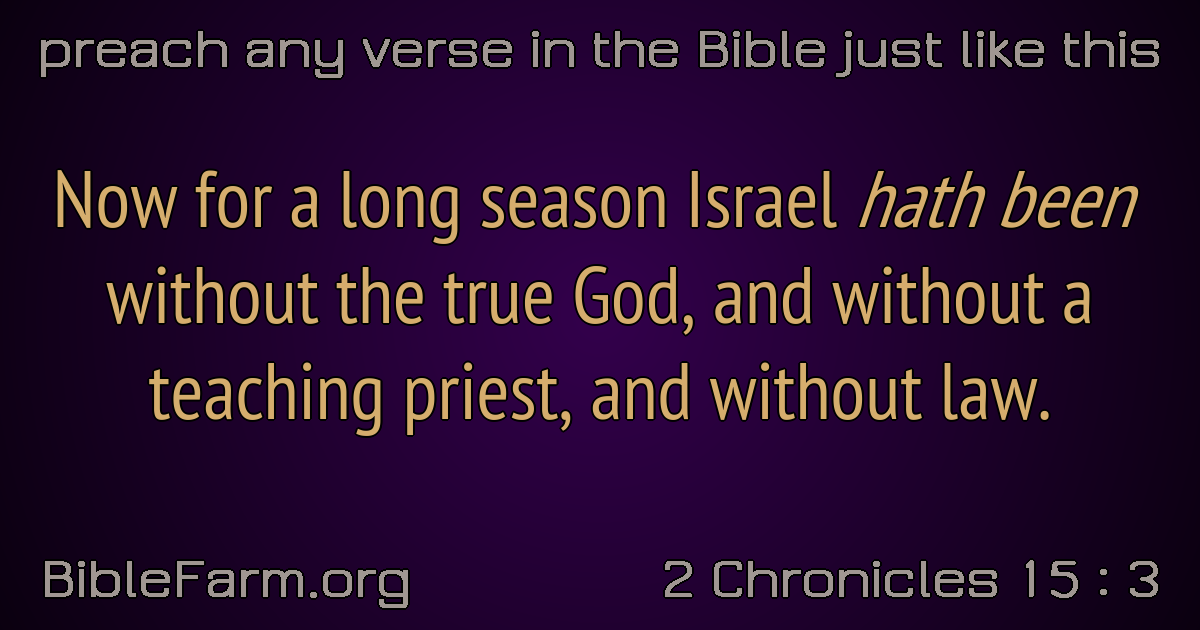 preach any verse in the Bible just like this
Now for a long season Israel hath been
without the true God, and without a
teaching priest, and without law.
BibleFarm.org
2 Chronicles 15 : 3